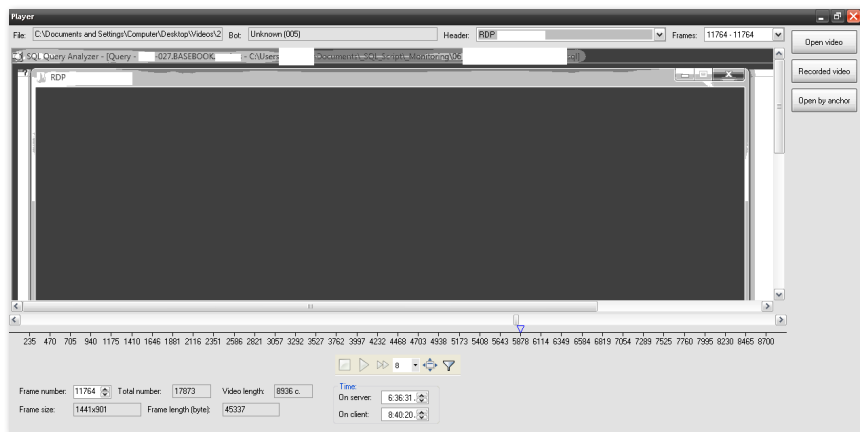 Player
File: C:\Documents and Settings\Computer\Desktop\Videos\2 Bot: Unknown (005) Header: RDP Frames: 11764 - 11764
Open video
SQL Query Analyzer - [Query - -027.BASEBOOK. - C:\Users Documents\_SQL_Scripts_Monitoring\06 .sql]
Recorded video
RDP
Open by anchor
235 470 705 940 1175 1410 1646 1881 2116 2351 2586 2821 3057 3292 3527 3762 3997 4232 4468 4703 4938 5173 5408 5643 5878 6114 6349 6584 6819 7054 7289 7525 7760 7995 8230 8465 8700
8
Frame number: 11764 Total number: 17873 Video length: 8936 c.
Time:
On server: 6:36:31.
Frame size: 1441x901 Frame length (byte): 45337
On client: 8:40:20.